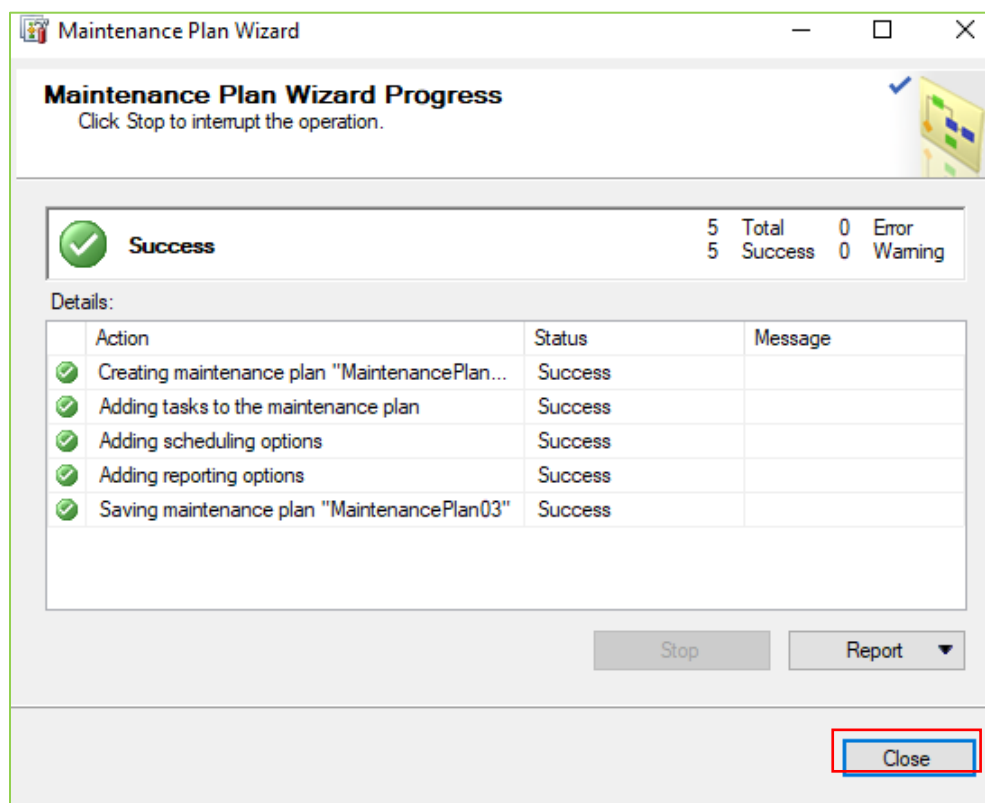 Maintenance Plan Wizard
Maintenance Plan Wizard Progress
Click Stop to interrupt the operation.
Success 5 Total 0 Error
5 Success 0 Warning
Details:
Action Status Message
Creating maintenance plan "MaintenancePlan... Success
Adding tasks to the maintenance plan Success
Adding scheduling options Success
Adding reporting options Success
Saving maintenance plan "MaintenancePlan03" Success
Stop Report
Close